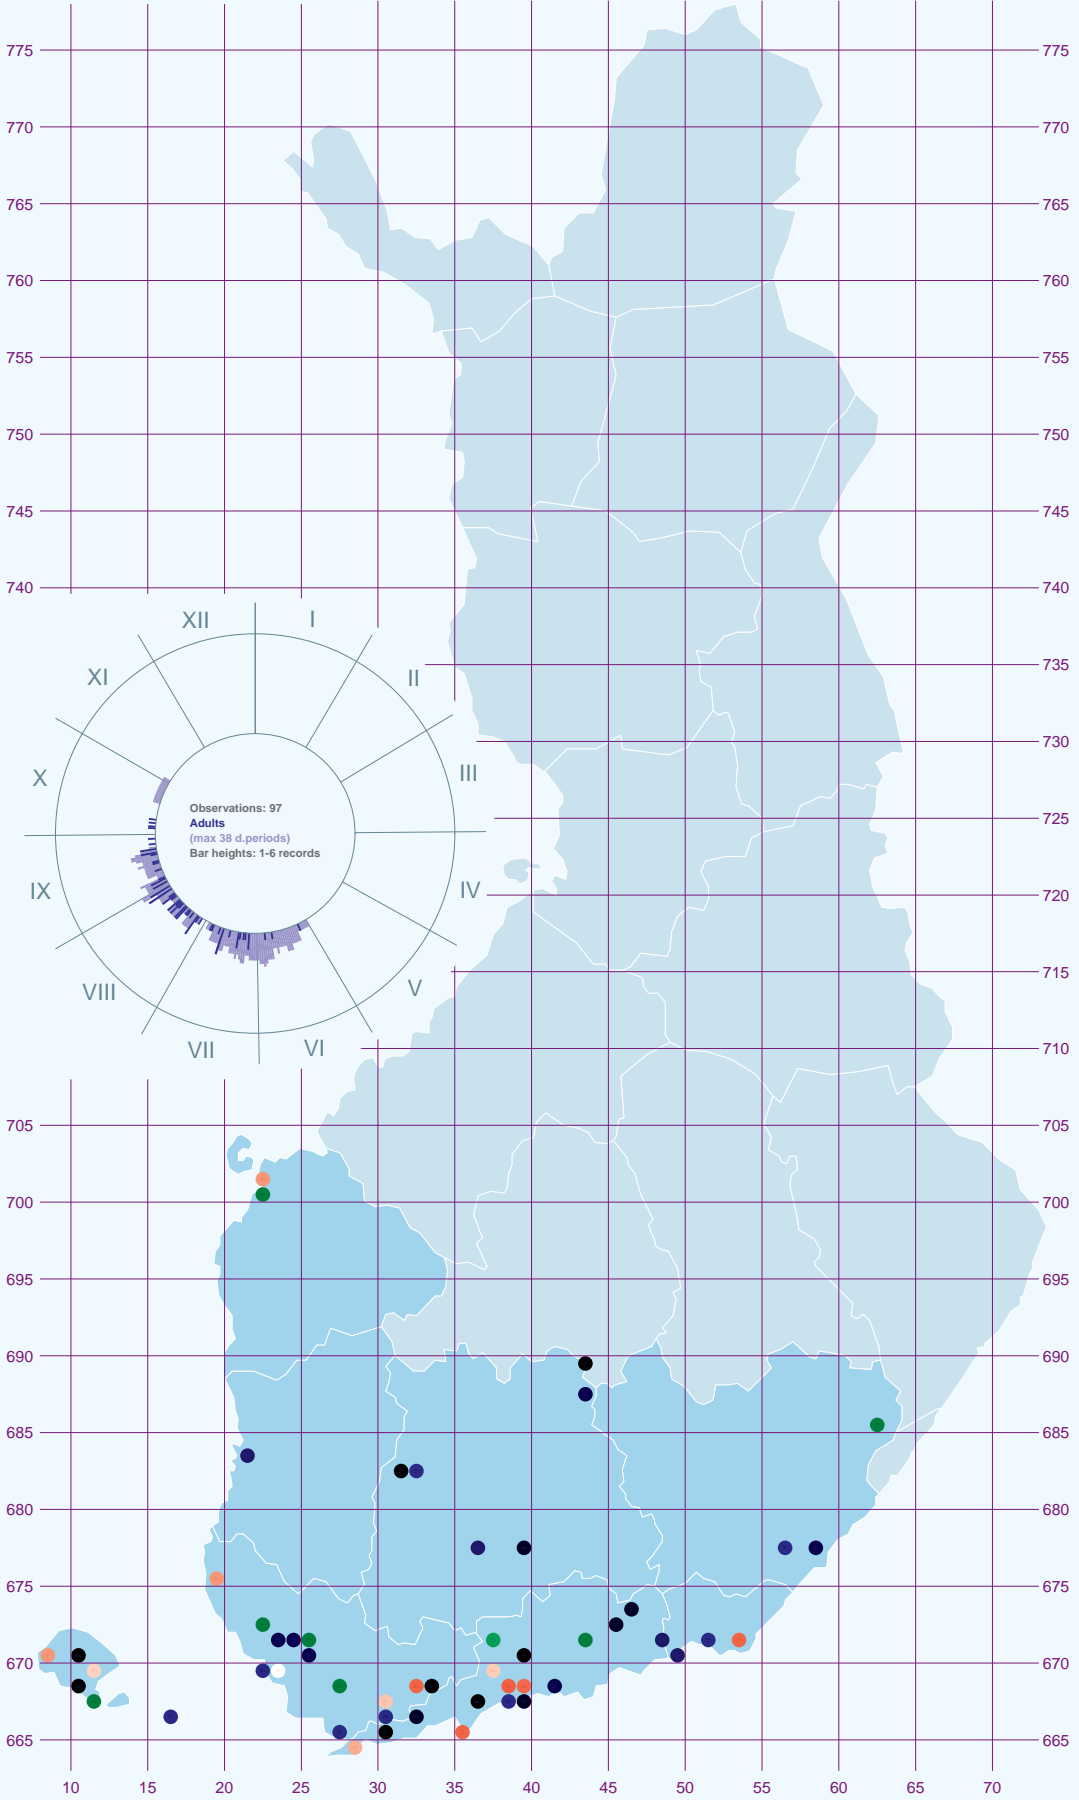 775 775
770 770
765 765
760 760
755 755
750 750
745 745
740 740
XII I
735
XI II
730
X III
725
Observations: 97
Adults
(max 38 d.periods)
Bar heights: 1-6 records
IX IV
720
715
VIII V
VII VI
710
705 705
700 700
695 695
690 690
685 685
680 680
675 675
670 670
665 665
10 15 20 25 30 35 40 45 50 55 60 65 70